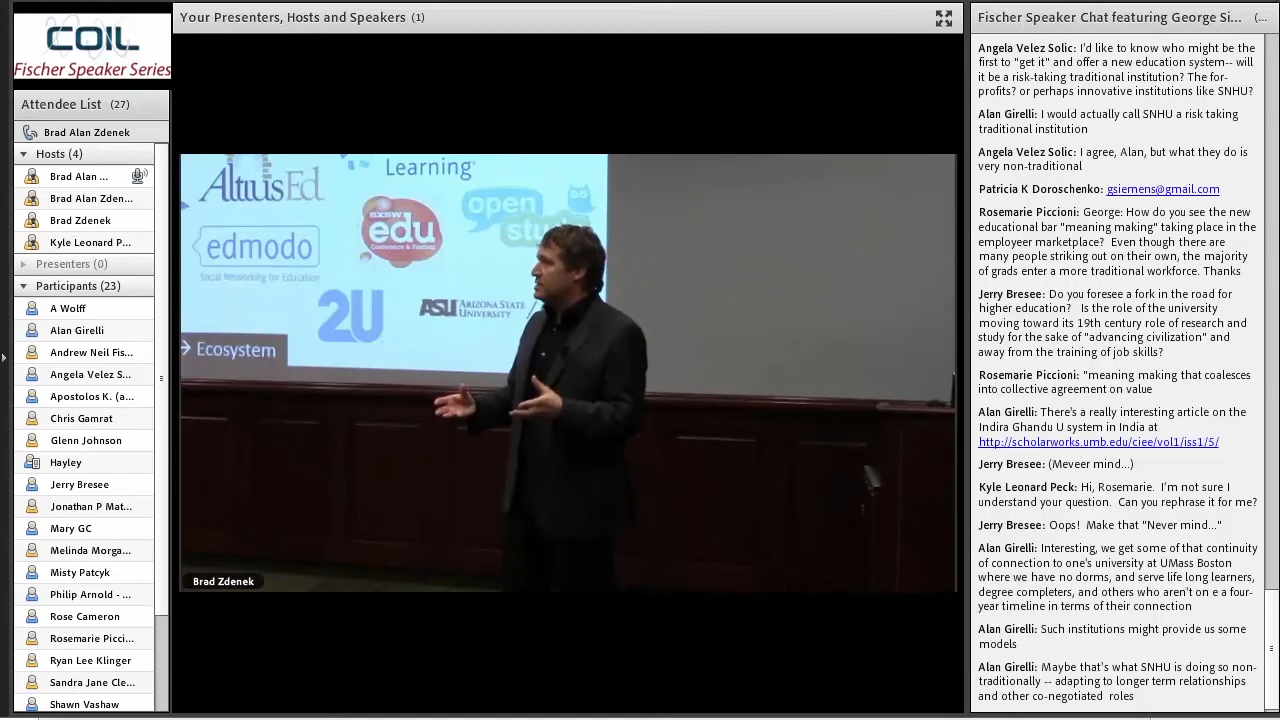 COIL
Fischer Speaker Series
Attendee List (27)
Brad Alan Zdenek
Hosts (4)
Brad Alan ...
Brad Alan Zden...
Brad Zdenek
Kyle Leonard P...
Presenters (0)
Participants (23)
A Wolff
Alan Girelli
Andrew Neil Fis...
Angela Velez S...
Apostolos K. (a...
Chris Gamrat
Glenn Johnson
Hayley
Jerry Bresee
Jonathan P Mat...
Mary GC
Melinda Morga...
Misty Patcyk
Philip Arnold - ...
Rose Cameron
Rosemarie Picci...
Ryan Lee Klinger
Sandra Jane Cle...
Shawn Vashaw
Your Presenters, Hosts and Speakers (1)
Learning
AltiusEd
SXSW
edu
Conference & Festival
open
study
edmodo
Social Networking for Education
2U
ASU ARIZONA STATE
UNIVERSITY
→ Ecosystem
Brad Zdenek
Fischer Speaker Chat featuring George Si... (...
Angela Velez Solic: I'd like to know who might be the
first to "get it" and offer a new education system-- will
it be a risk-taking traditional institution? The for-
profits? or perhaps innovative institutions like SNHU?
Alan Girelli: I would actually call SNHU a risk taking
traditional institution
Angela Velez Solic: I agree, Alan, but what they do is
very non-traditional
Patricia K Doroschenko: gsiemens@gmail.com
Rosemarie Piccioni: George: How do you see the new
educational bar "meaning making" taking place in the
employeer marketplace? Even though there are
many people striking out on their own, the majority
of grads enter a more traditional workforce. Thanks
Jerry Bresee: Do you foresee a fork in the road for
higher education? Is the role of the university
moving toward its 19th century role of research and
study for the sake of "advancing civilization" and
away from the training of job skills?
Rosemarie Piccioni: "meaning making that coalesces
into collective agreement on value
Alan Girelli: There's a really interesting article on the
Indira Ghandu U system in India at
http://scholarworks.umb.edu/ciee/vol1/iss1/5/
Jerry Bresee: (Meveer mind...)
Kyle Leonard Peck: Hi, Rosemarie. I'm not sure I
understand your question. Can you rephrase it for me?
Jerry Bresee: Oops! Make that "Never mind..."
Alan Girelli: Interesting, we get some of that continuity
of connection to one's university at UMass Boston
where we have no dorms, and serve life long learners,
degree completers, and others who aren't on e a four-
year timeline in terms of their connection
Alan Girelli: Such institutions might provide us some
models
Alan Girelli: Maybe that's what SNHU is doing so non-
traditionally -- adapting to longer term relationships
and other co-negotiated roles